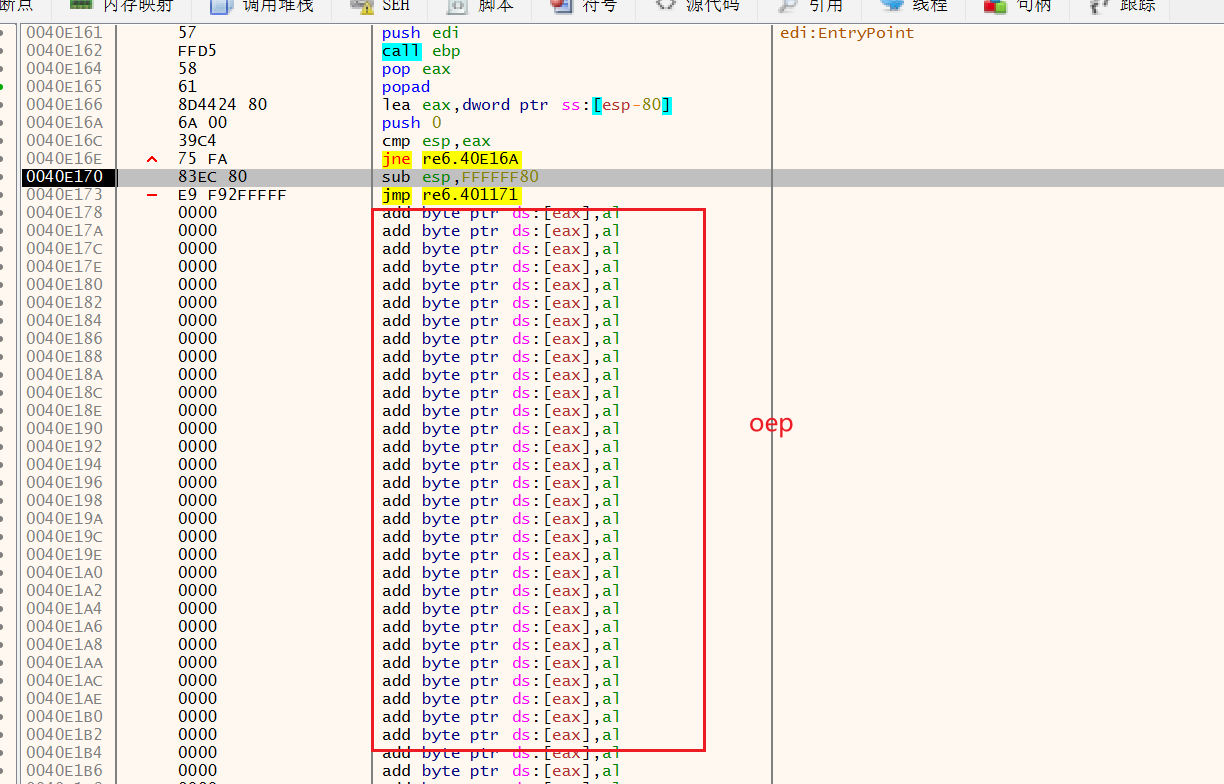 断点 内存映射 调用堆栈 SEH 脚本 符号 源代码 引用 线程 句柄 跟踪
0040E161 57 push edi edi:EntryPoint
0040E162 FFD5 call ebp
0040E164 58 pop eax
0040E165 61 popad
0040E166 8D4424 80 lea eax,dword ptr ss:[esp-80]
0040E16A 6A 00 push 0
0040E16C 39C4 cmp esp,eax
0040E16E 75 FA jne re6.40E16A
0040E170 83EC 80 sub esp,FFFFFF80
0040E173 E9 F92FFFFF jmp re6.401171
0040E178 0000 add byte ptr ds:[eax],al
0040E17A 0000 add byte ptr ds:[eax],al
0040E17C 0000 add byte ptr ds:[eax],al
0040E17E 0000 add byte ptr ds:[eax],al
0040E180 0000 add byte ptr ds:[eax],al
0040E182 0000 add byte ptr ds:[eax],al
0040E184 0000 add byte ptr ds:[eax],al
0040E186 0000 add byte ptr ds:[eax],al
0040E188 0000 add byte ptr ds:[eax],al
0040E18A 0000 add byte ptr ds:[eax],al
0040E18C 0000 add byte ptr ds:[eax],al
0040E18E 0000 add byte ptr ds:[eax],al
0040E190 0000 add byte ptr ds:[eax],al oep
0040E192 0000 add byte ptr ds:[eax],al
0040E194 0000 add byte ptr ds:[eax],al
0040E196 0000 add byte ptr ds:[eax],al
0040E198 0000 add byte ptr ds:[eax],al
0040E19A 0000 add byte ptr ds:[eax],al
0040E19C 0000 add byte ptr ds:[eax],al
0040E19E 0000 add byte ptr ds:[eax],al
0040E1A0 0000 add byte ptr ds:[eax],al
0040E1A2 0000 add byte ptr ds:[eax],al
0040E1A4 0000 add byte ptr ds:[eax],al
0040E1A6 0000 add byte ptr ds:[eax],al
0040E1A8 0000 add byte ptr ds:[eax],al
0040E1AA 0000 add byte ptr ds:[eax],al
0040E1AC 0000 add byte ptr ds:[eax],al
0040E1AE 0000 add byte ptr ds:[eax],al
0040E1B0 0000 add byte ptr ds:[eax],al
0040E1B2 0000 add byte ptr ds:[eax],al
0040E1B4 0000 add byte ptr ds:[eax],al
0040E1B6 0000 add byte ptr ds:[eax],al